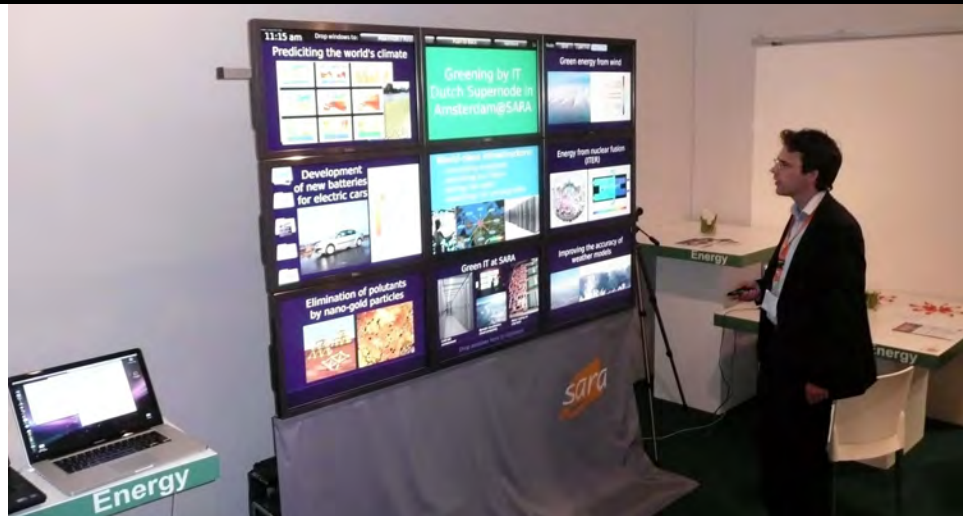 11:15 am
Drop windows to:
Prediciting the world's climate
Greening by IT
Dutch Supernode in
Amsterdam@SARA
Green energy from wind
Development
of new batteries
for electric cars
Energy from nuclear fusion
(ITER)
Elimination of polutants
by nano-gold particles
Green IT at SARA
Improving the accuracy of
weather models
sara
Energy
Energy
Energy